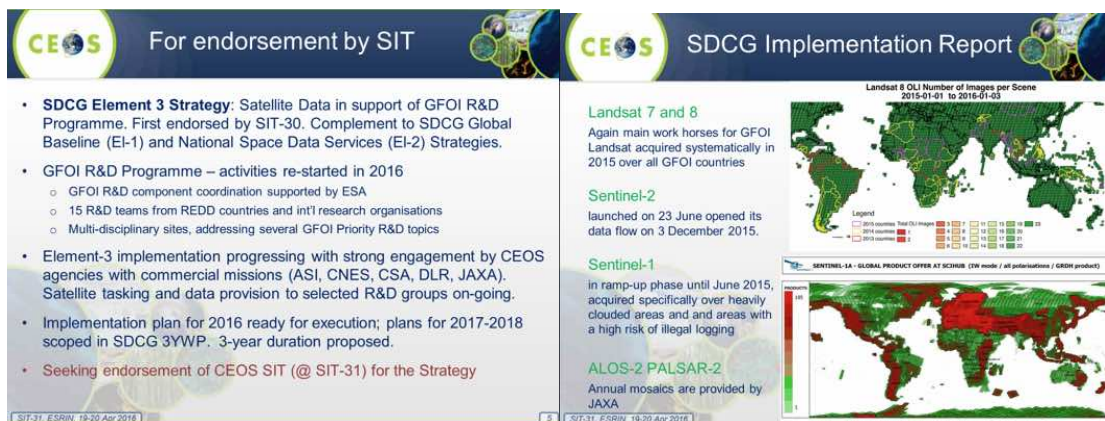 CEOS
For endorsement by SIT
• SDCG Element 3 Strategy: Satellite Data in support of GFOI R&D
Programme. First endorsed by SIT-30. Complement to SDCG Global
Baseline (El-1) and National Space Data Services (El-2) Strategies.
• GFOI R&D Programme – activities re-started in 2016
o GFOI R&D component coordination supported by ESA
o 15 R&D teams from REDD countries and int'l research organisations
o Multi-disciplinary sites, addressing several GFOI Priority R&D topics
• Element-3 implementation progressing with strong engagement by CEOS
agencies with commercial missions (ASI, CNES, CSA, DLR, JAXA).
Satellite tasking and data provision to selected R&D groups on-going.
• Implementation plan for 2016 ready for execution; plans for 2017-2018
scoped in SDCG 3YWP. 3-year duration proposed.
• Seeking endorsement of CEOS SIT (@ SIT-31) for the Strategy
SIT-31, ESRIN, 19-20 Apr 2016
5
CEOS
SDCG Implementation Report
Landsat 7 and 8
Again main work horses for GFOI
Landsat acquired systematically in
2015 over all GFOI countries
Sentinel-2
launched on 23 June opened its
data flow on 3 December 2015.
Sentinel-1
in ramp-up phase until June 2015,
acquired specifically over heavily
clouded areas and and areas with
a high risk of illegal logging
ALOS-2 PALSAR-2
Annual mosaics are provided by
JAXA
Landsat 8 OLI Number of Images per Scene
2015-01-01 to 2016-01-03
Legend
2015 countries
2014 countries
2013 countries
Total OLI images
SENTINEL-1A - GLOBAL PRODUCT OFFER AT SCIHUB (IW mode / all polarisations / GRDH product)
PRODUCTS
105
1
SIT-31, ESRIN, 19-20 Apr 2016